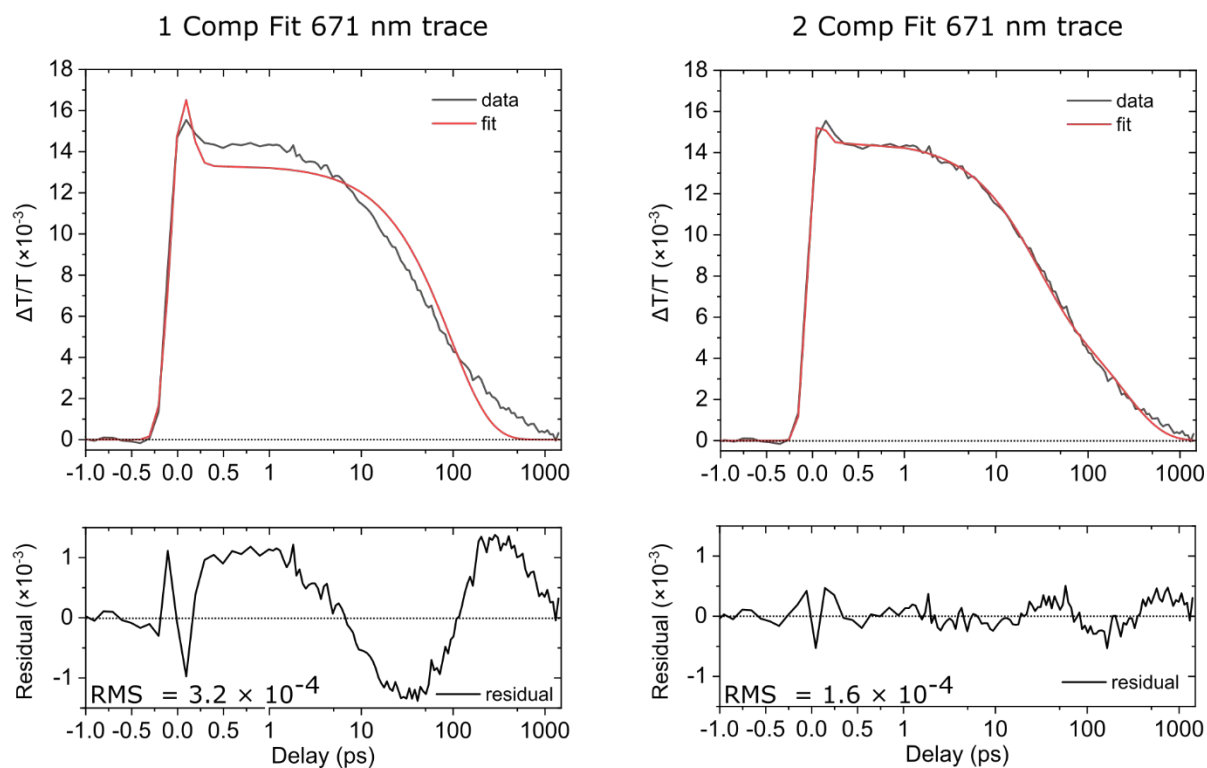 1 Comp Fit 671 nm trace
18
16
14
12
10
8
6
4
2
0
ΔT/T (×10⁻³)
data
fit
-1.0 -0.5 0.0 0.5 1 10 100 1000
1
0
-1
Residual (×10⁻³)
RMS = 3.2 × 10⁻⁴
residual
-1.0 -0.5 0.0 0.5 1 10 100 1000
Delay (ps)
2 Comp Fit 671 nm trace
18
16
14
12
10
8
6
4
2
0
ΔT/T (×10⁻³)
data
fit
-1.0 -0.5 0.0 0.5 1 10 100 1000
1
0
-1
Residual (×10⁻³)
RMS = 1.6 × 10⁻⁴
residual
-1.0 -0.5 0.0 0.5 1 10 100 1000
Delay (ps)